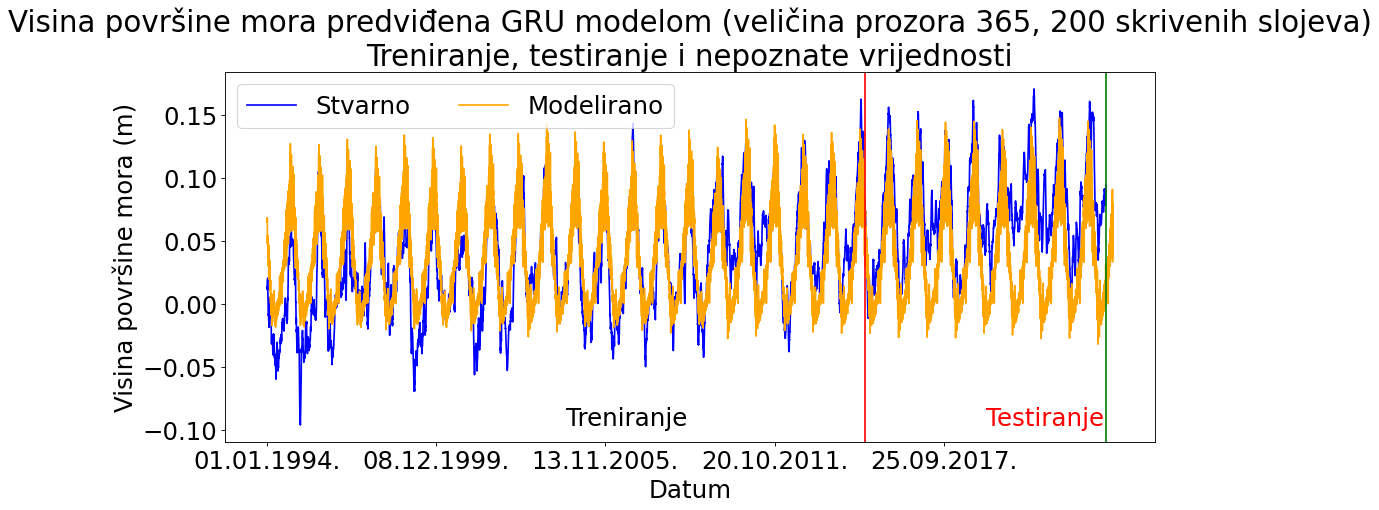 Visina površine mora predviđena GRU modelom (veličina prozora 365, 200 skrivenih slojeva)
Treniranje, testiranje i nepoznate vrijednosti
Stvarno Modelirano
Visina površine mora (m)
0.15
0.10
0.05
0.00
−0.05
−0.10
Treniranje Testiranje
01.01.1994. 08.12.1999. 13.11.2005. 20.10.2011. 25.09.2017.
Datum